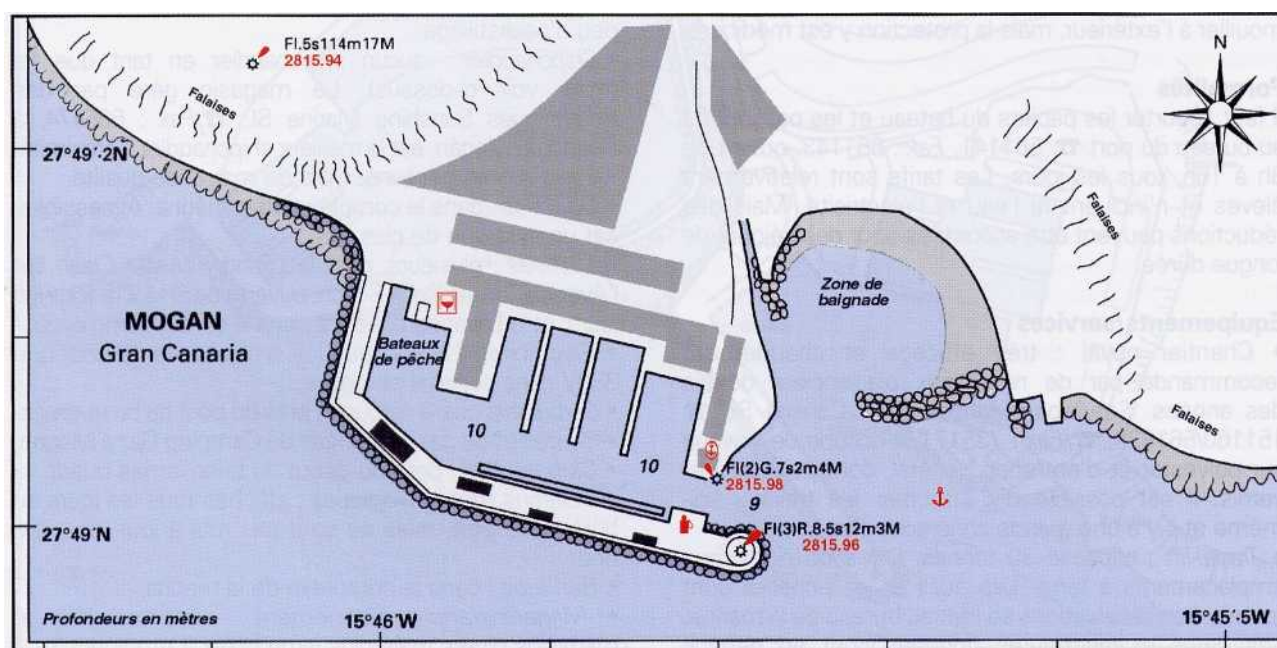 Fl.5s114m17M
2815.94
N
Falaises
27°49´·2N
Falaises
Zone de
baignade
MOGAN
Gran Canaria
Bateaux
de pêche
10
10
Falaises
Fl(2)G.7s2m4M
2815.98
9
27°49´N
Fl(3)R.8·5s12m3M
2815.96
Profondeurs en mètres
15°46´W
15°45´·5W